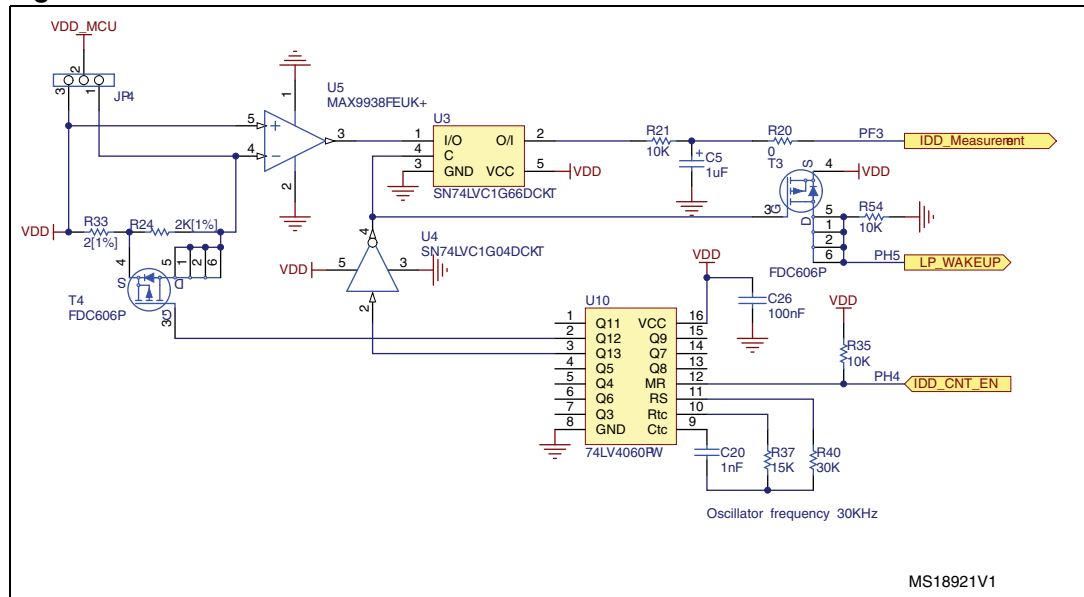 VDD_MCU
2
3
1
JP4
U5
MAX9938FEUK+
1
5
+
4
-
3
2
U3
1 I/O O/I 2
4 C
3 GND VCC 5
VDD
SN74LVC1G66DCKT
R21
10K
C5
+
1uF
R20
0
PF3
IDD_Measurement
T3
S
4
VDD
3
G
D
5
1
2
6
R54
10K
FDC606P
PH5
LP_WAKEUP
VDD
R33
2[1%]
R24
2K[1%]
4
S
5
D
1
2
6
T4
FDC606P
G
3
4
U4
SN74LVC1G04DCKT
VDD
5
3
2
U10
1 Q11 VCC 16
2 Q12 Q9 15
3 Q13 Q7 14
4 Q5 Q8 13
5 Q4 MR 12
6 Q6 RS 11
7 Q3 Rtc 10
8 GND Ctc 9
74LV4060PW
VDD
C26
100nF
VDD
R35
10K
PH4
IDD_CNT_EN
C20
1nF
R37
15K
R40
30K
Oscillator frequency 30KHz
MS18921V1